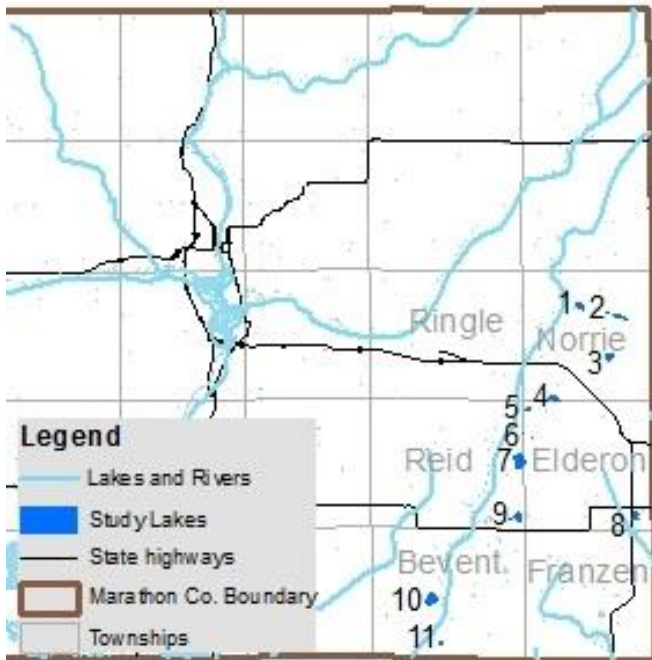 Ringle
1 2
Norrie
3
4
5
6
Reid
7
Elderon
9
8
Bevent
Franzen
10
11
Legend
Lakes and Rivers
Study Lakes
State highways
Marathon Co. Boundary
Townships